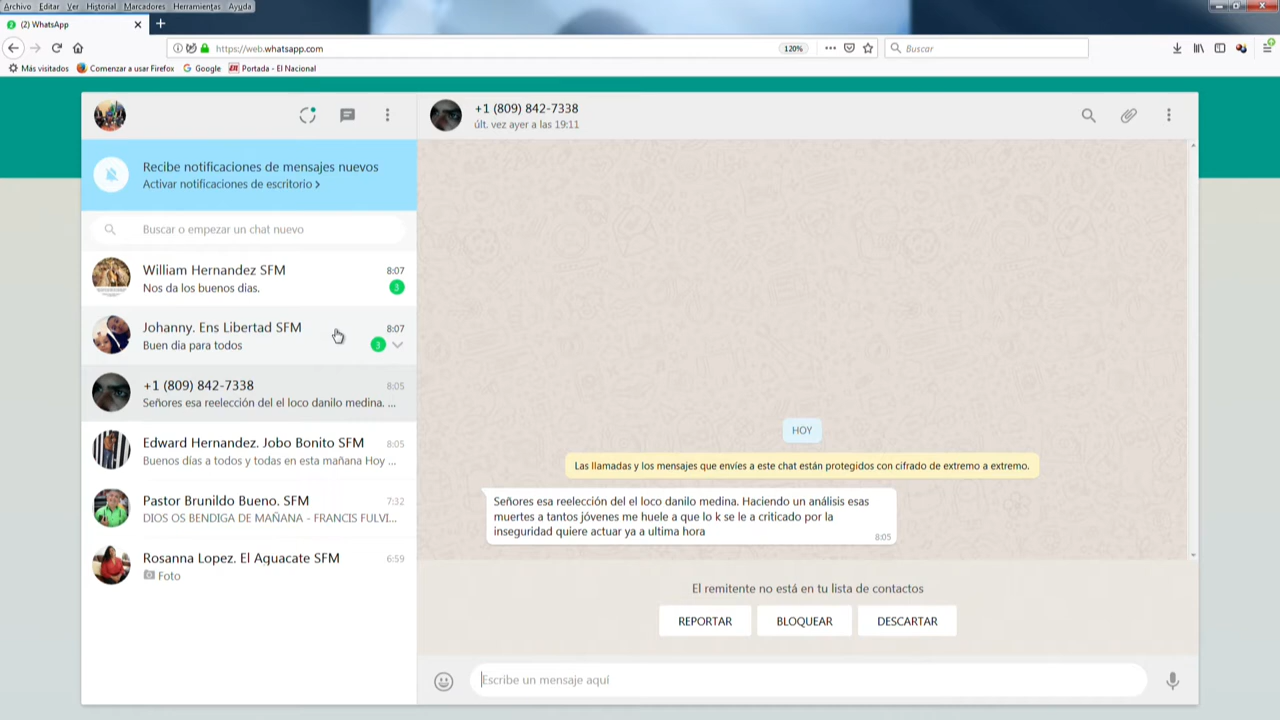 Archivo Editar Ver Historial Marcadores Herramientas Ayuda
(2) WhatsApp
https://web.whatsapp.com
120%
Buscar
Más visitados Comenzar a usar Firefox Google Portada - El Nacional
+1 (809) 842-7338
últ. vez ayer a las 19:11
Recibe notificaciones de mensajes nuevos
Activar notificaciones de escritorio >
Buscar o empezar un chat nuevo
William Hernandez SFM 8:07
Nos da los buenos dias. 3
Johanny. Ens Libertad SFM 8:07
Buen dia para todos 3
+1 (809) 842-7338 8:05
Señores esa reelección del el loco danilo medina. ...
Edward Hernandez. Jobo Bonito SFM 8:05
Buenos días a todos y todas en esta mañana Hoy ...
Pastor Brunildo Bueno. SFM 7:32
DIOS OS BENDIGA DE MAÑANA - FRANCIS FULVI...
Rosanna Lopez. El Aguacate SFM 6:59
Foto
HOY
Las llamadas y los mensajes que envíes a este chat están protegidos con cifrado de extremo a extremo.
Señores esa reelección del el loco danilo medina. Haciendo un análisis esas
muertes a tantos jóvenes me huele a que lo k se le a criticado por la
inseguridad quiere actuar ya a ultima hora
8:05
El remitente no está en tu lista de contactos
REPORTAR BLOQUEAR DESCARTAR
Escribe un mensaje aquí